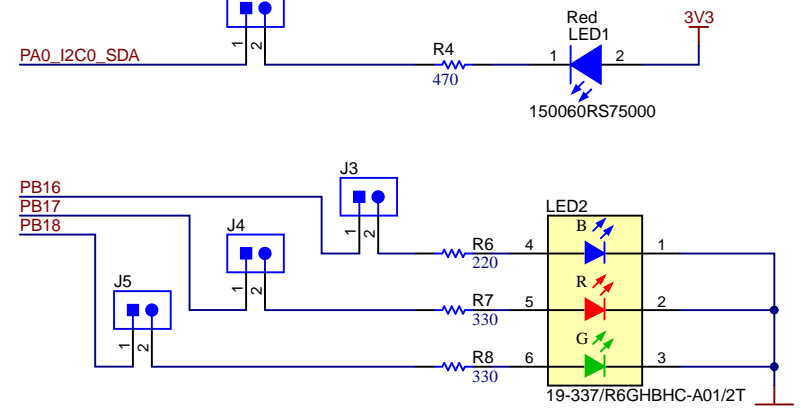 1 2
PA0_I2C0_SDA
R4
470
Red
LED1
1 2
150060RS75000
3V3
PB16
PB17
PB18
J3
1 2
J4
1 2
J5
1 2
R6
220
R7
330
R8
330
LED2
4 B 1
5 R 2
6 G 3
19-337/R6GHBHC-A01/2T